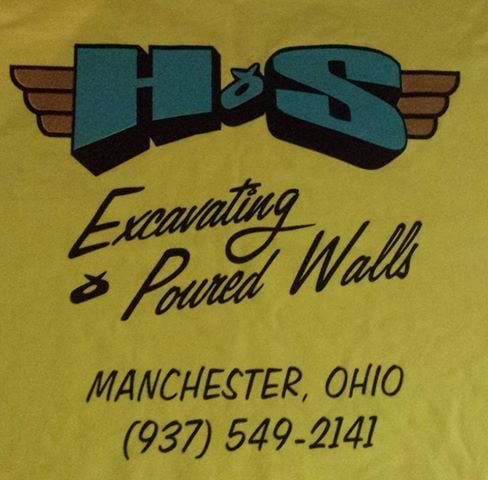 H & S
Excavating
& Poured Walls
MANCHESTER, OHIO
(937) 549-2141